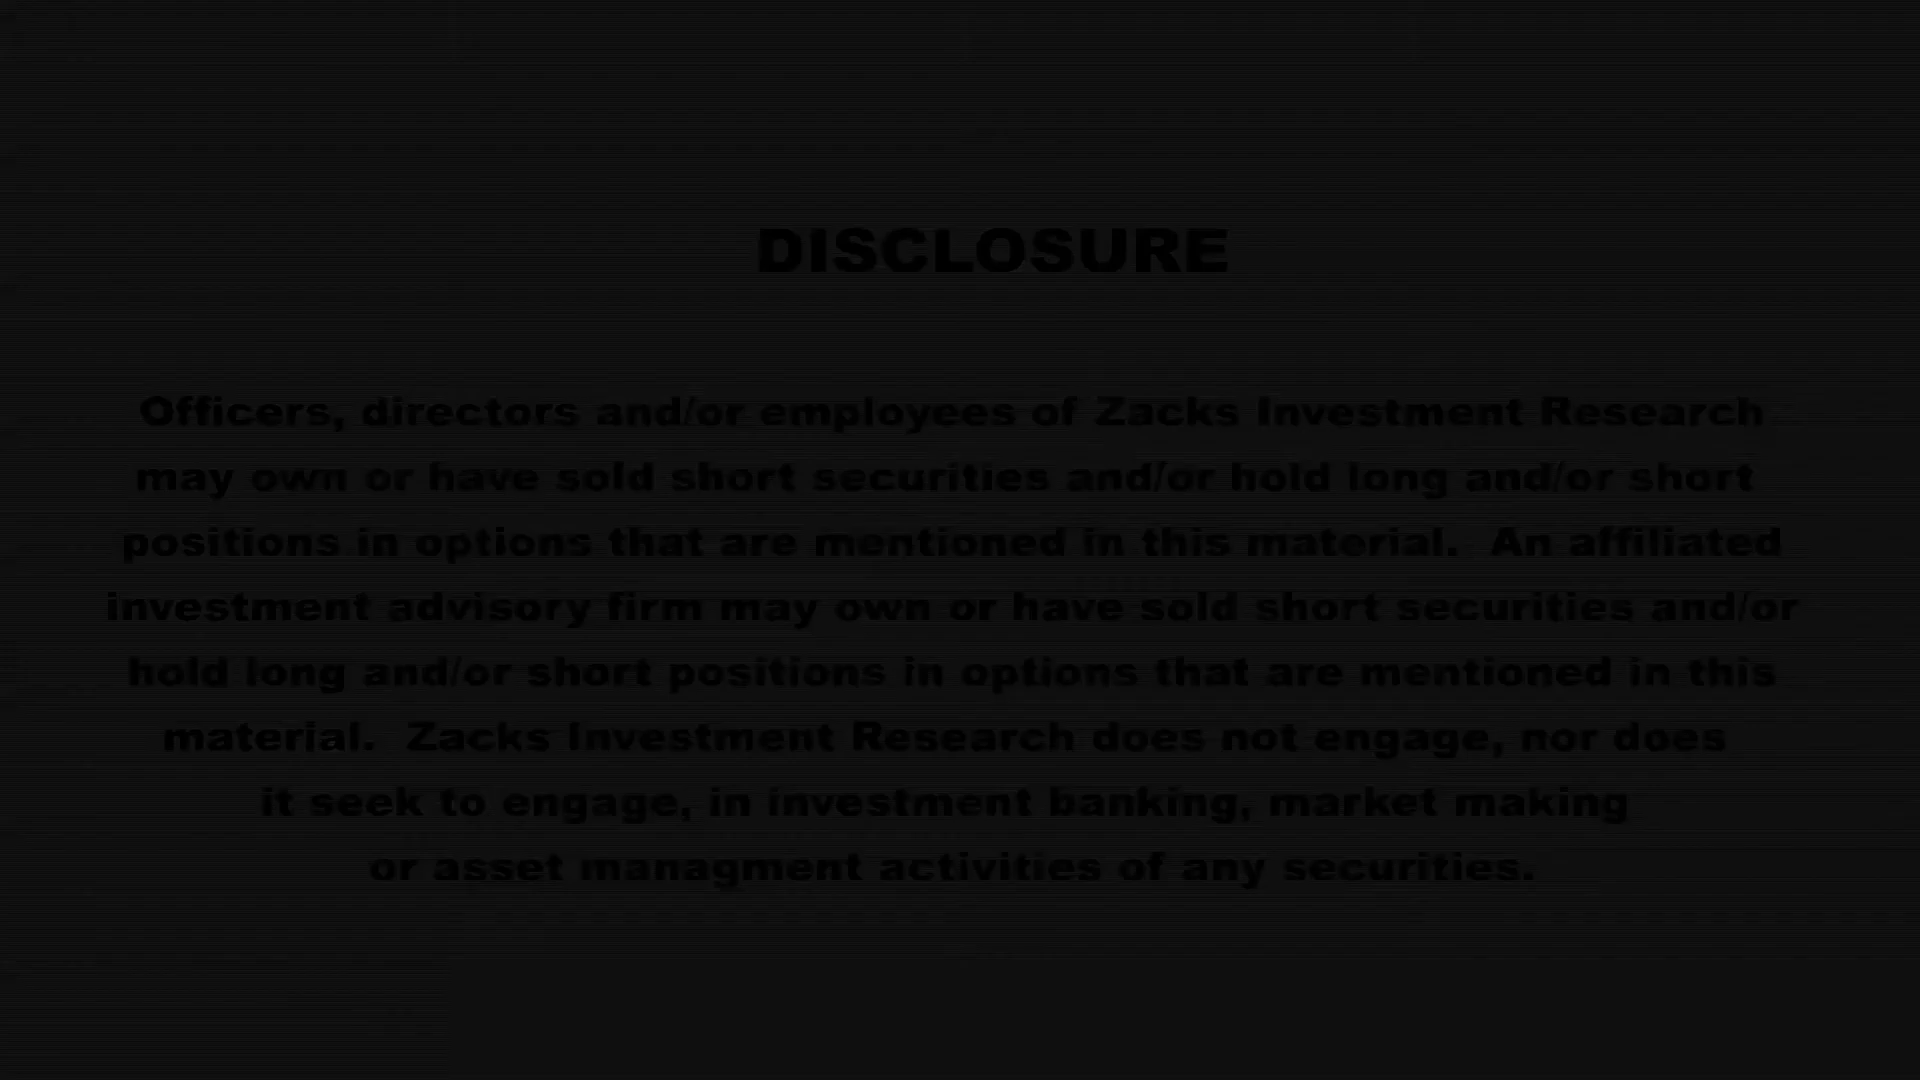 DISCLOSURE
Officers, directors and/or employees of Zacks Investment Research
may own or have sold short securities and/or hold long and/or short
positions in options that are mentioned in this material.  An affiliated
investment advisory firm may own or have sold short securities and/or
hold long and/or short positions in options that are mentioned in this
material.  Zacks Investment Research does not engage, nor does
it seek to engage, in investment banking, market making
or asset managment activities of any securities.